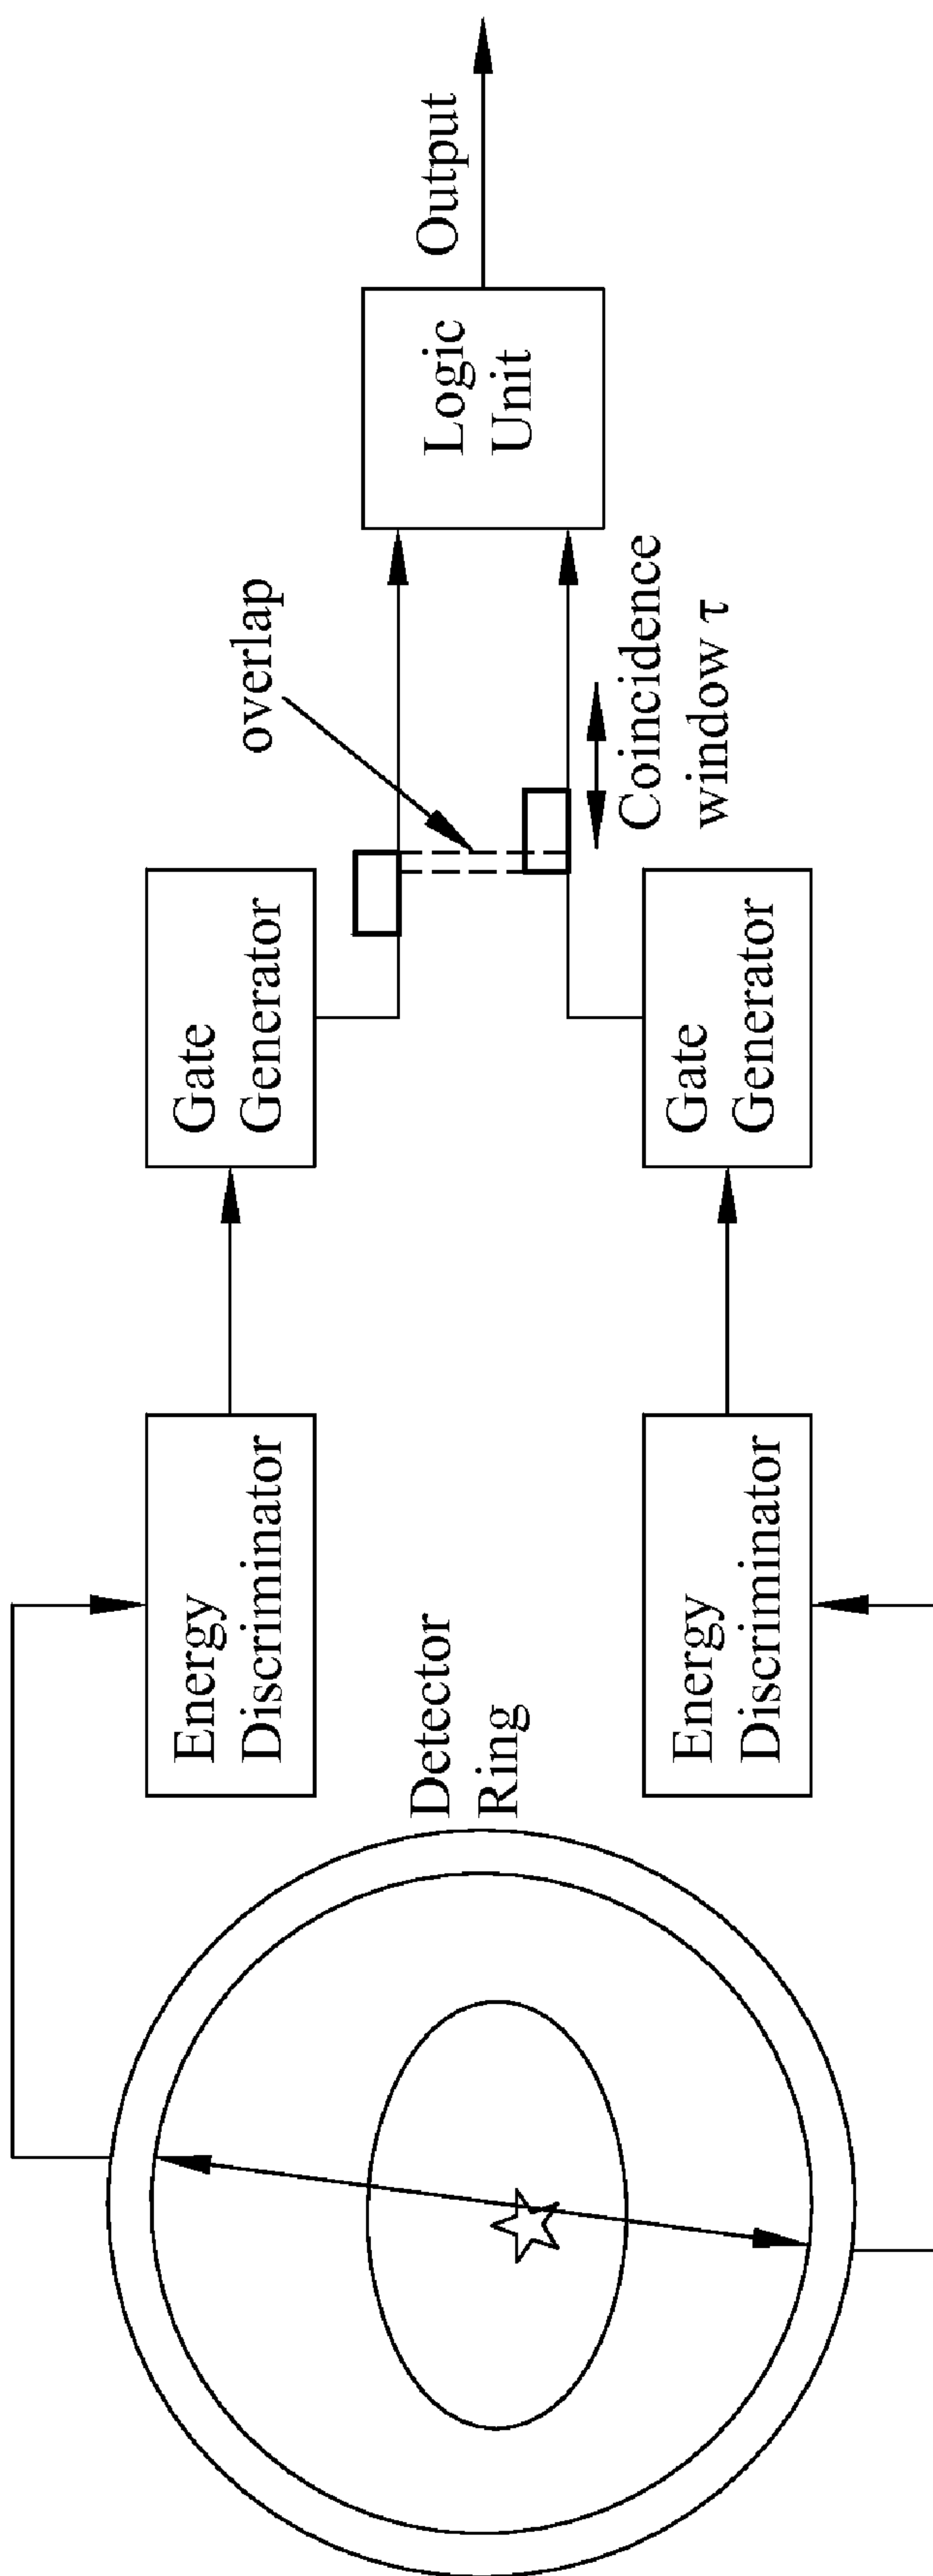 Detector
Ring
Energy
Discriminator
Energy
Discriminator
Gate
Generator
Gate
Generator
overlap
Coincidence
window τ
Logic
Unit
Output